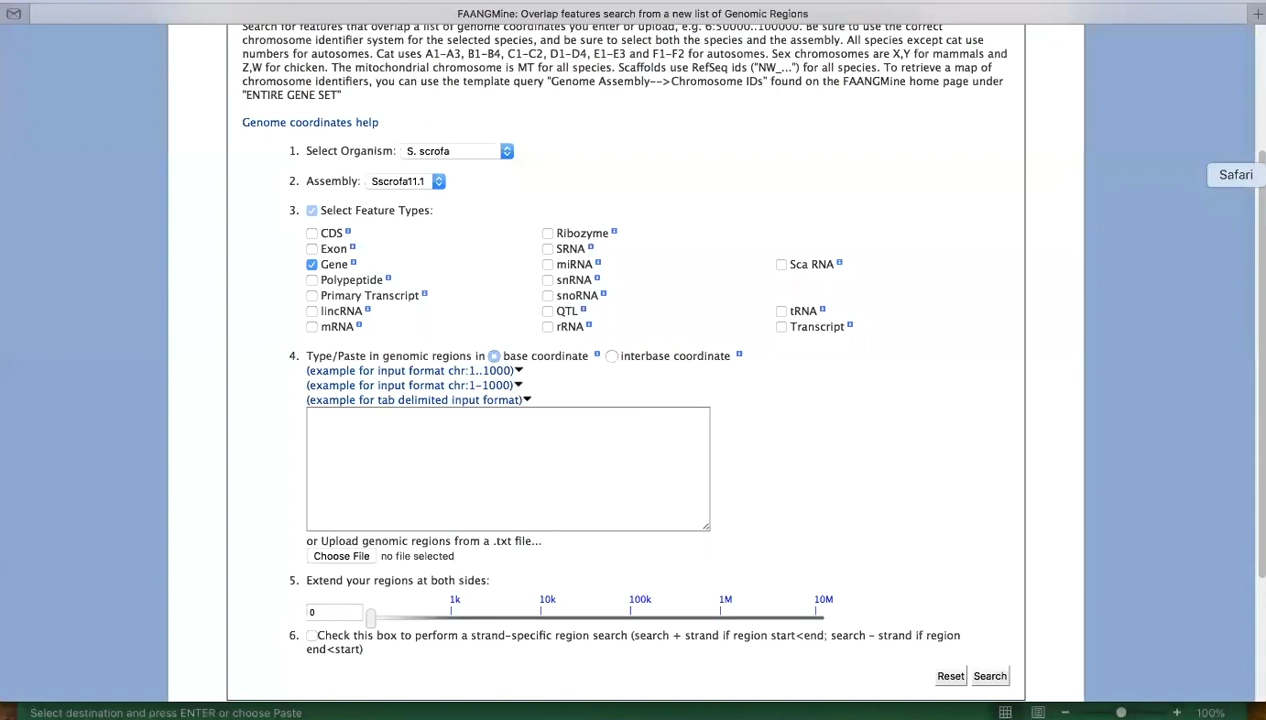 FAANGMine: Overlap features search from a new list of Genomic Regions
Search for features that overlap a list of genome coordinates you enter or upload, e.g. 6:50000..100000. Be sure to use the correct
chromosome identifier system for the selected species, and be sure to select both the species and the assembly. All species except cat use
numbers for autosomes. Cat uses A1-A3, B1-B4, C1-C2, D1-D4, E1-E3 and F1-F2 for autosomes. Sex chromosomes are X,Y for mammals and
Z,W for chicken. The mitochondrial chromosome is MT for all species. Scaffolds use RefSeq ids ("NW_...") for all species. To retrieve a map of
chromosome identifiers, you can use the template query "Genome Assembly-->Chromosome IDs" found on the FAANGMine home page under
"ENTIRE GENE SET"
Safari
Genome coordinates help
1. Select Organism: S. scrofa
2. Assembly: Sscrofa11.1
3. Select Feature Types:
CDS Ribozyme
Exon SRNA
Gene miRNA Sca RNA
Polypeptide snRNA
Primary Transcript snoRNA
lincRNA QTL tRNA
mRNA rRNA Transcript
4. Type/Paste in genomic regions in base coordinate interbase coordinate
(example for input format chr:1..1000)
(example for input format chr:1-1000)
(example for tab delimited input format)
or Upload genomic regions from a .txt file...
Choose File no file selected
5. Extend your regions at both sides:
1k 10k 100k 1M 10M
0
6. Check this box to perform a strand-specific region search (search + strand if region start<end; search - strand if region
end<start)
Reset Search
Select destination and press ENTER or choose Paste 100%